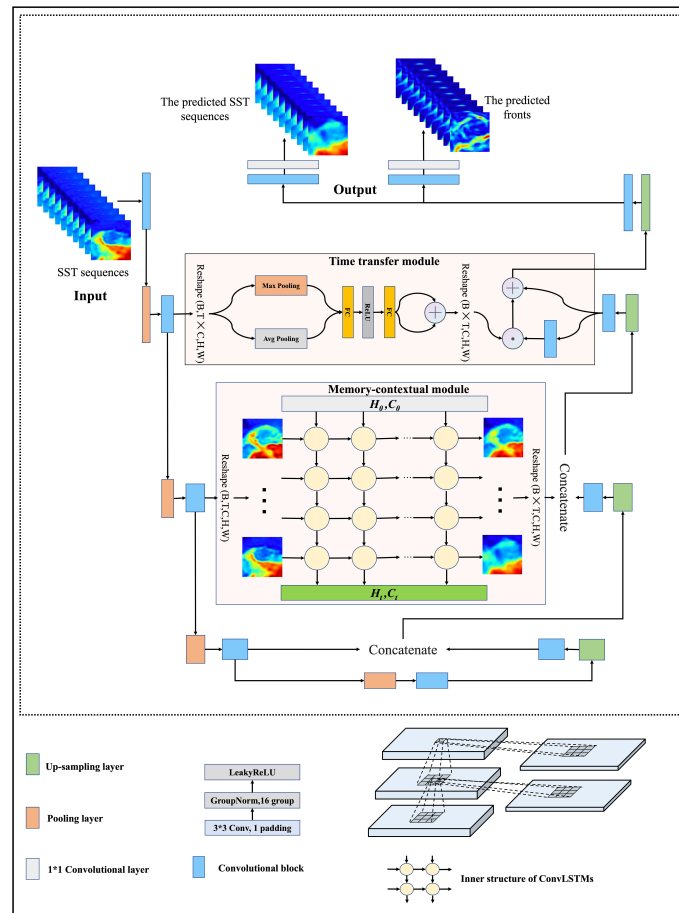 The predicted SST
sequences
The predicted
fronts
Output
SST sequences
Input
Time transfer module
Reshape (B,T × C,H,W)
Max Pooling
Avg Pooling
FC
ReLU
FC
Reshape (B × T,C,H,W)
Memory-contextual module
H₀,C₀
Reshape (B,T,C,H,W)
Reshape (B × T,C,H,W)
Concatenate
Hₜ,Cₜ
Concatenate
Up-sampling layer
Pooling layer
1*1 Convolutional layer
LeakyReLU
GroupNorm,16 group
3*3 Conv, 1 padding
Convolutional block
Inner structure of ConvLSTMs